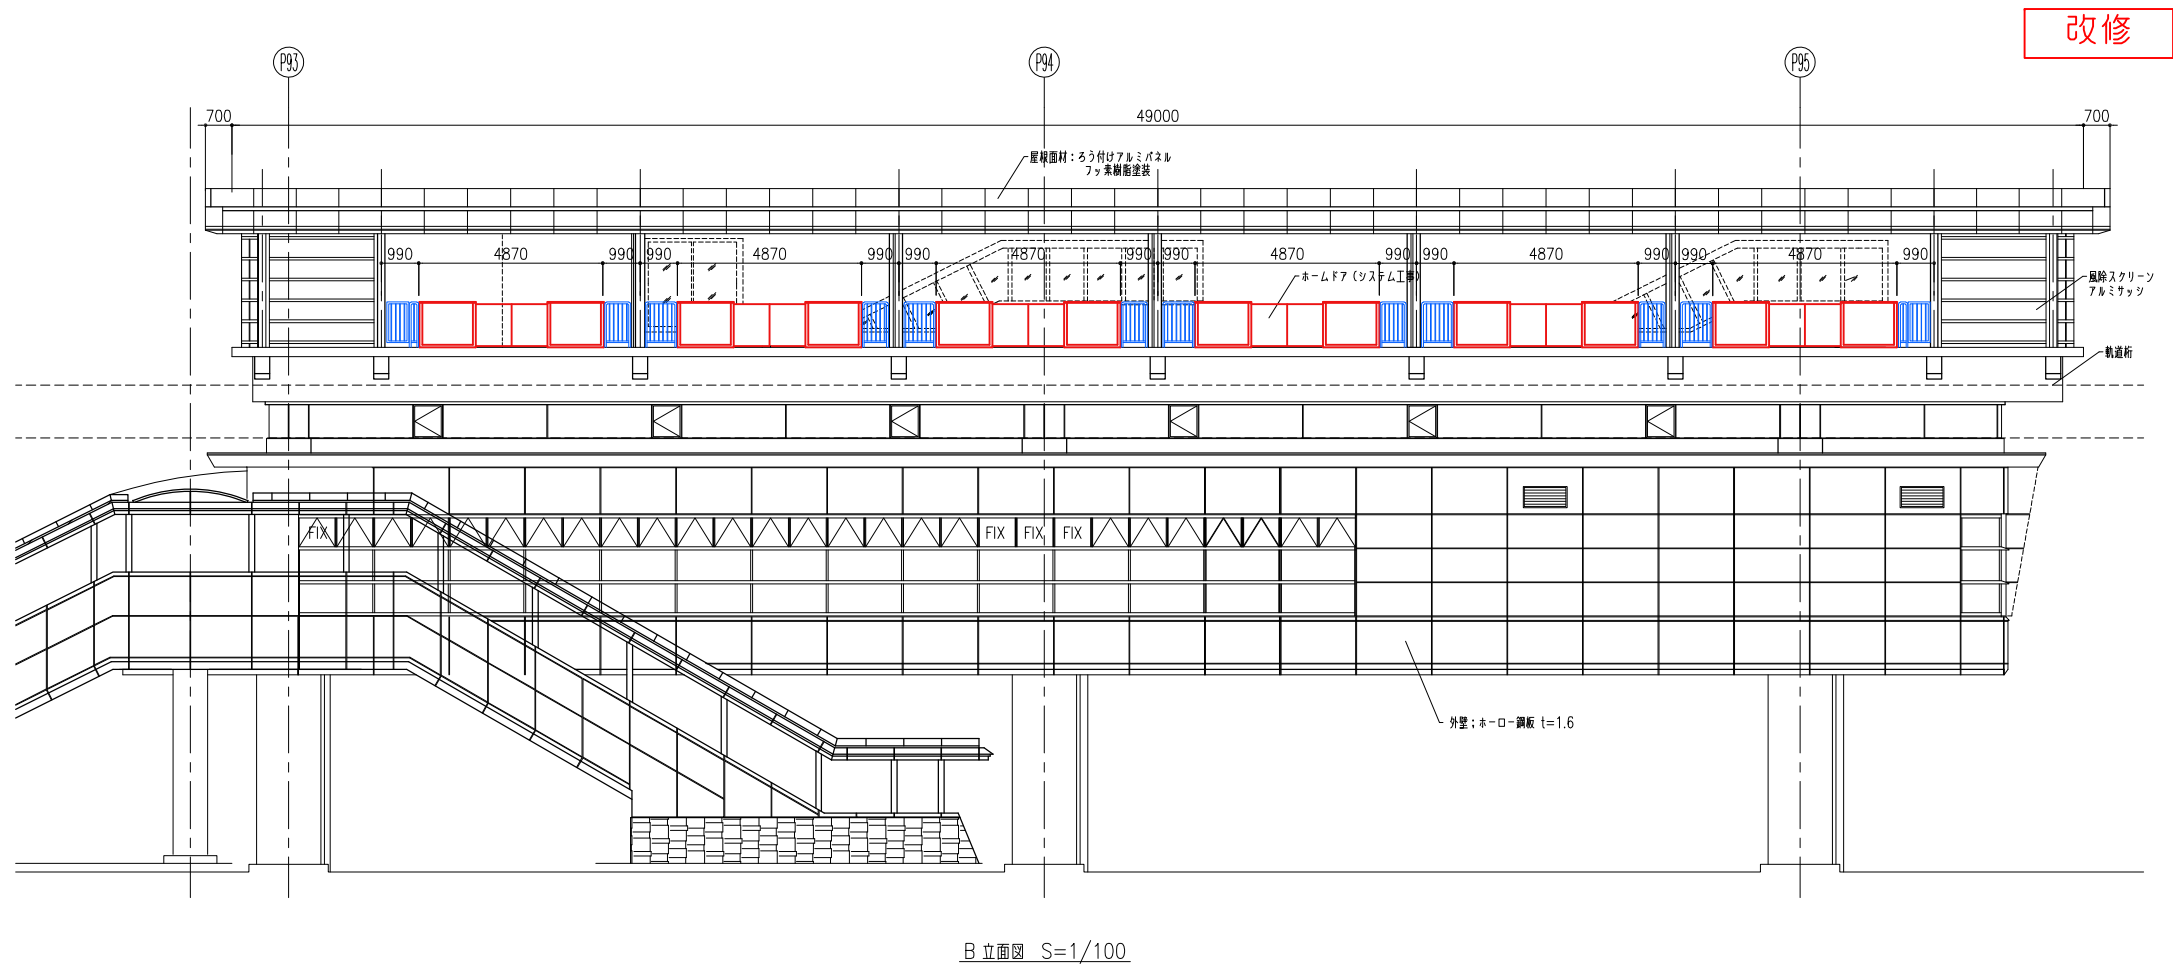 改修
P93 P94 P95
700 49000 700
屋根面材：ろう付けアルミパネル
フッ素樹脂塗装
990 4870 990 990 4870 990 990 4870 990 990 4870 990 990 4870 990 990 4870 990
ホームドア（システム工事）
風除スクリーン
アルミサッシ
軌道桁
FIX FIX FIX FIX
外壁；ホーロー鋼板 t=1.6
B 立面図 S=1/100